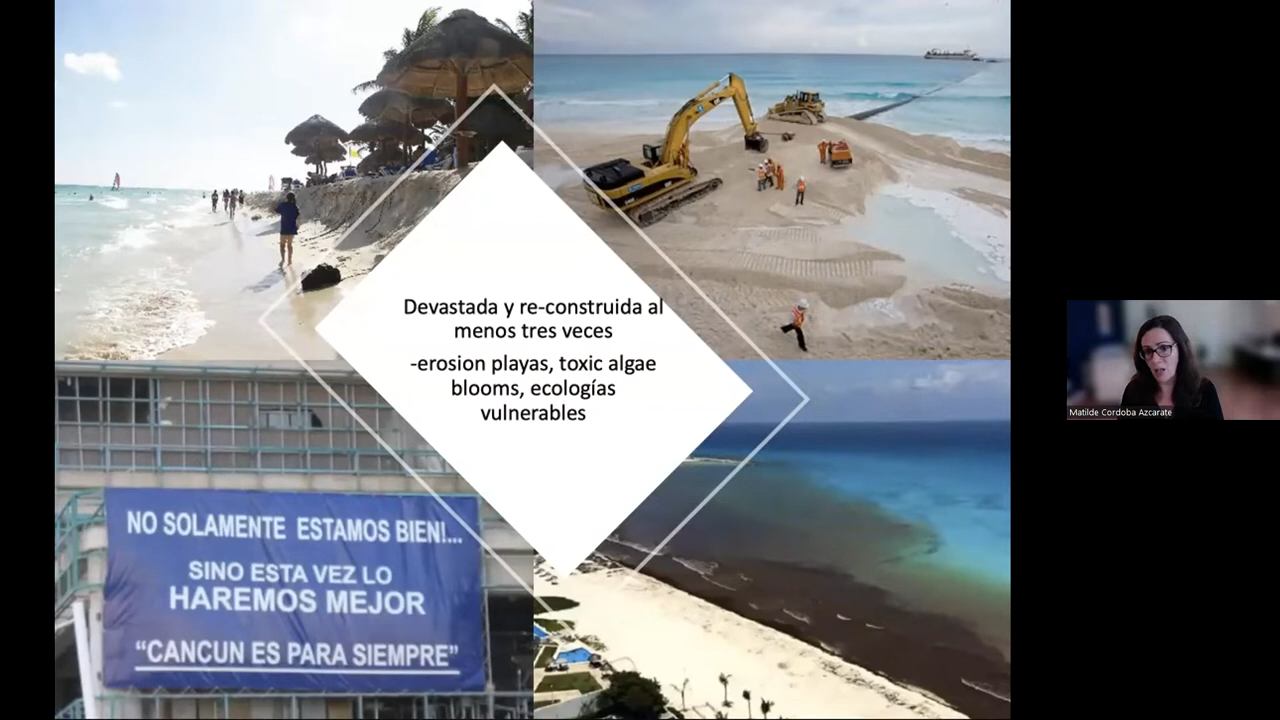 Devastada y re-construida al
menos tres veces
-erosion playas, toxic algae
blooms, ecologías
vulnerables
NO SOLAMENTE ESTAMOS BIEN!...
SINO ESTA VEZ LO
HAREMOS MEJOR
“CANCUN ES PARA SIEMPRE”
Matilde Cordoba Azcarate